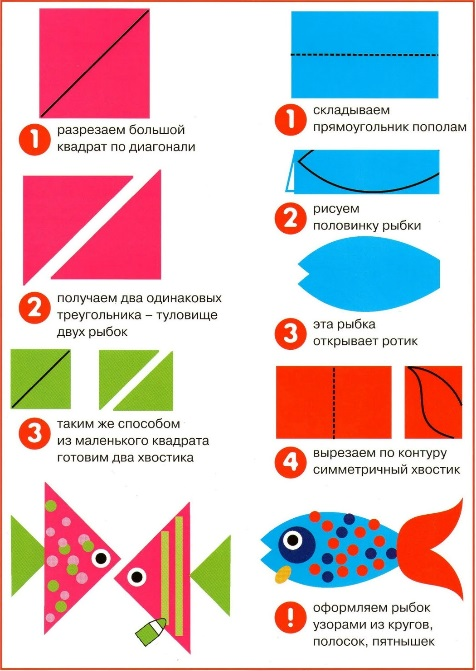 1 разрезаем большой
квадрат по диагонали
2 получаем два одинаковых
треугольника – туловище
двух рыбок
3 таким же способом
из маленького квадрата
готовим два хвостика
1 складываем
прямоугольник пополам
2 рисуем
половинку рыбки
3 эта рыбка
открывает ротик
4 вырезаем по контуру
симметричный хвостик
! оформляем рыбок
узорами из кругов,
полосок, пятнышек